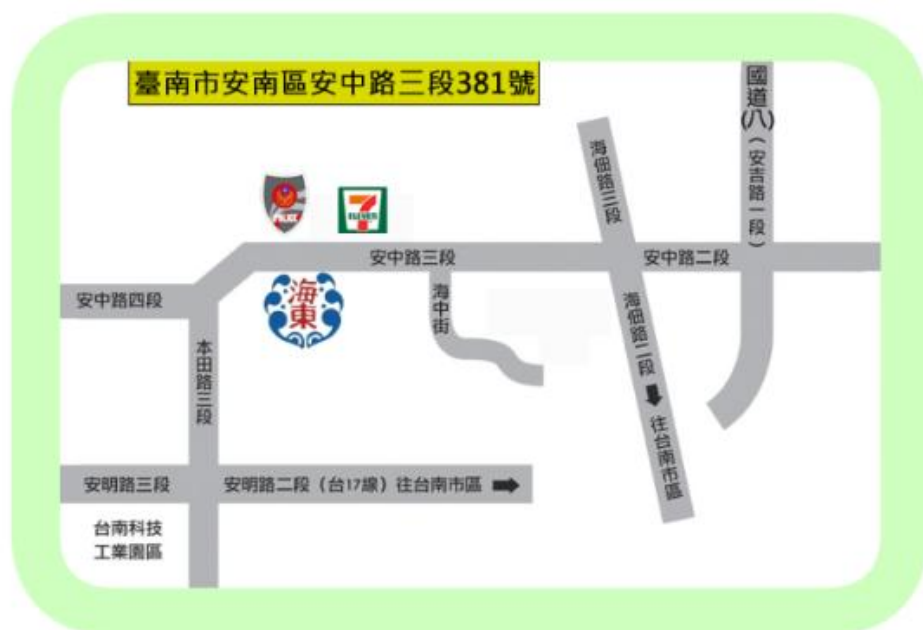 臺南市安南區安中路三段381號
國道(八)(安吉路一段)
海佃路三段
7
ELEVEN
安中路三段
安中路二段
安中路四段
海東
海中街
海佃路二段 往台南市區
本田路三段
安明路三段
安明路二段(台17線)往台南市區
台南科技
工業園區